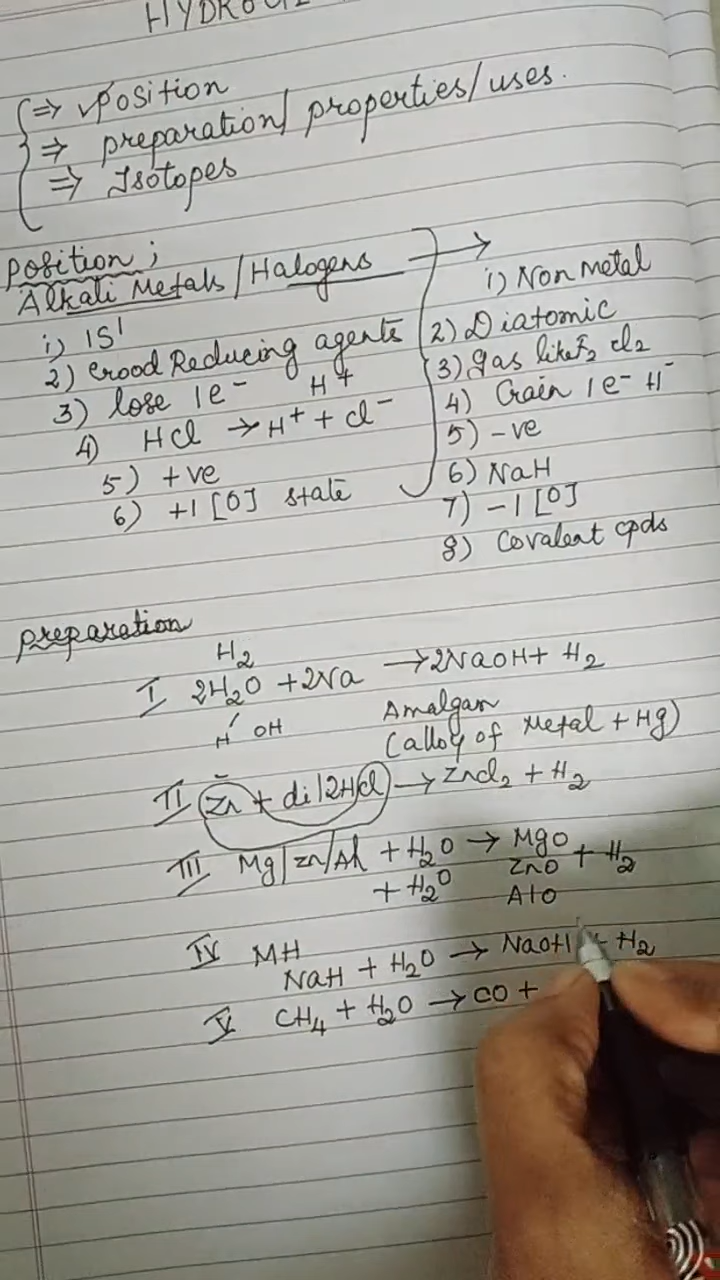 ⇒ Position
⇒ preparation/properties/uses.
⇒ Isotopes
Position ;
Alkali Metals / Halogens →
i) 1S¹
2) Good Reducing agents
3) lose 1e⁻ H⁺
4) HCl → H⁺ + Cl⁻
5) +ve
6) +1 [O] state
i) Non metal
2) Diatomic
3) gas like F₂ Cl₂
4) Gain 1e⁻ H⁻
5) -ve
6) NaH
7) -1 [O]
8) Covalent cpds
preparation
H₂
I 2H₂O + 2Na → 2NaOH + H₂
H OH
Amalgam
(alloy of Metal + Hg)
II Zn + dil 2HCl → ZnCl₂ + H₂
III Mg/Zn/Al + H₂O → MgO
+ H₂O ZnO + H₂
AlO
IV MH
NaH + H₂O → NaOH + H₂
V CH₄ + H₂O → CO +